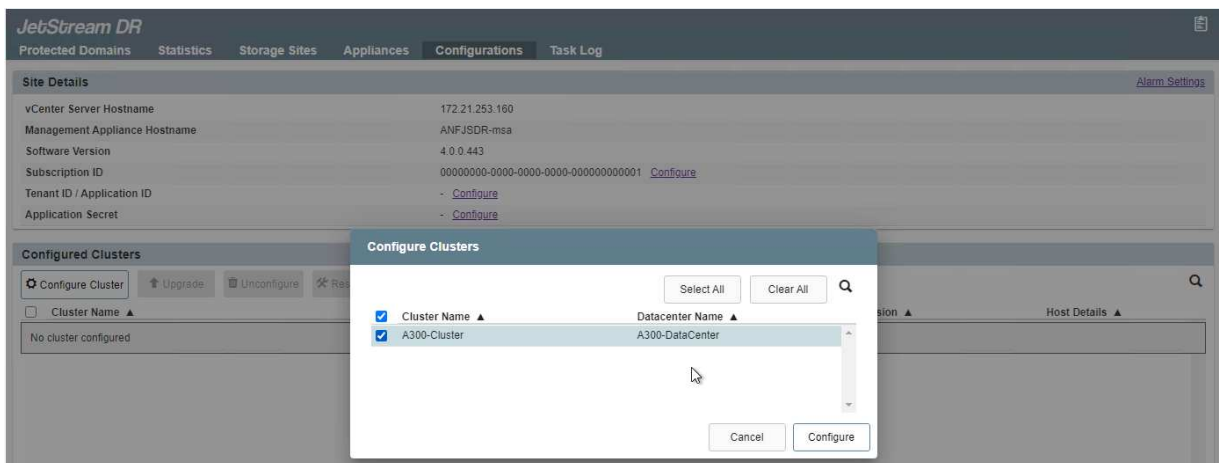 JetStream DR
Protected Domains Statistics Storage Sites Appliances Configurations Task Log
Site Details Alarm Settings
vCenter Server Hostname 172.21.253.160
Management Appliance Hostname ANFJSDR-msa
Software Version 4.0.0.443
Subscription ID 00000000-0000-0000-0000-000000000001 Configure
Tenant ID / Application ID - Configure
Application Secret - Configure
Configured Clusters
Configure Cluster Upgrade Unconfigure Res
Cluster Name ▲ sion ▲ Host Details ▲
No cluster configured
Configure Clusters
Select All Clear All
Cluster Name ▲ Datacenter Name ▲
A300-Cluster A300-DataCenter
Cancel Configure